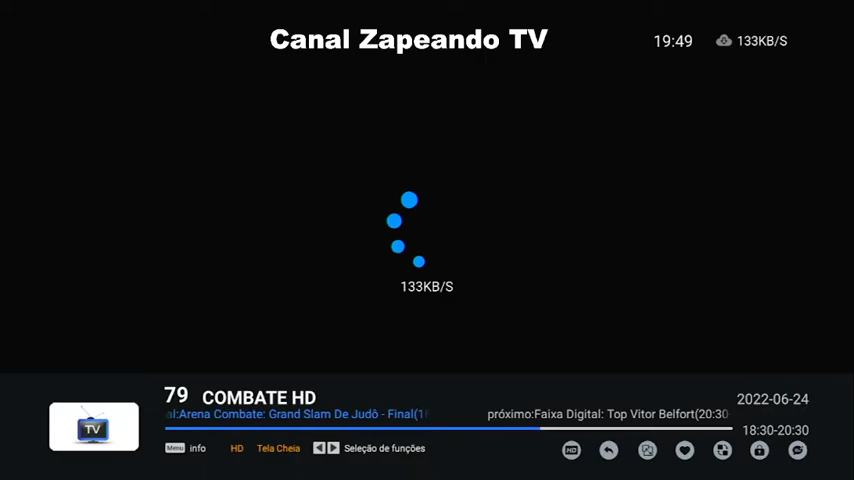 Canal Zapeando TV
19:49
133KB/S
133KB/S
79 COMBATE HD
2022-06-24
al:Arena Combate: Grand Slam De Judô - Final(1
próximo:Faixa Digital: Top Vitor Belfort(20:30
18:30-20:30
TV
Menu info HD Tela Cheia Seleção de funções
HD